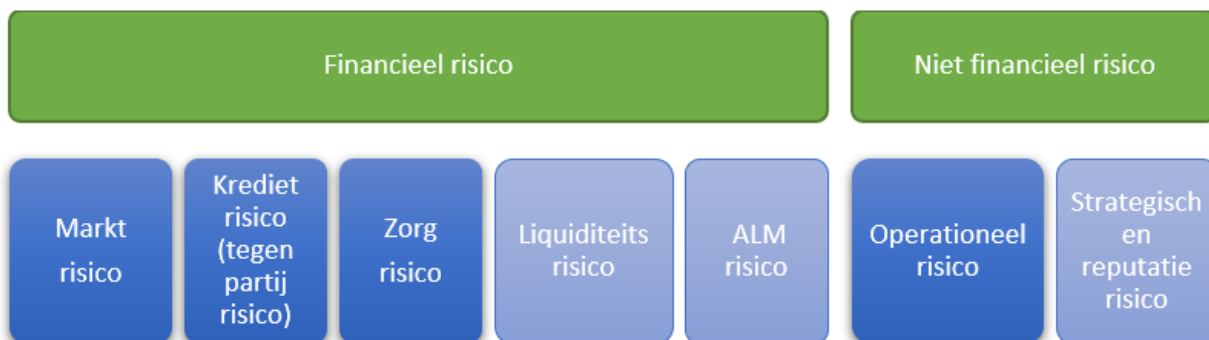 Financieel risico
Niet financieel risico
Markt
risico
Krediet
risico
(tegen
partij
risico)
Zorg
risico
Liquiditeits
risico
ALM
risico
Operationeel
risico
Strategisch
en
reputatie
risico